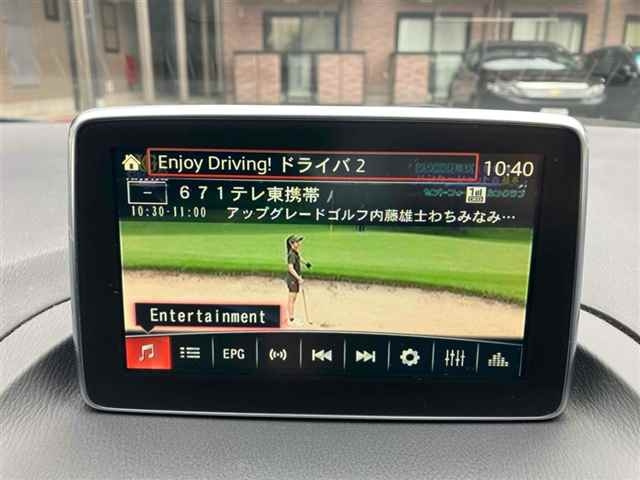 Enjoy Driving! ドライバ 2
10:40
671テレ東携帯
10:30-11:00 アップグレードゴルフ内藤雄士わちみなみ…
Entertainment
EPG